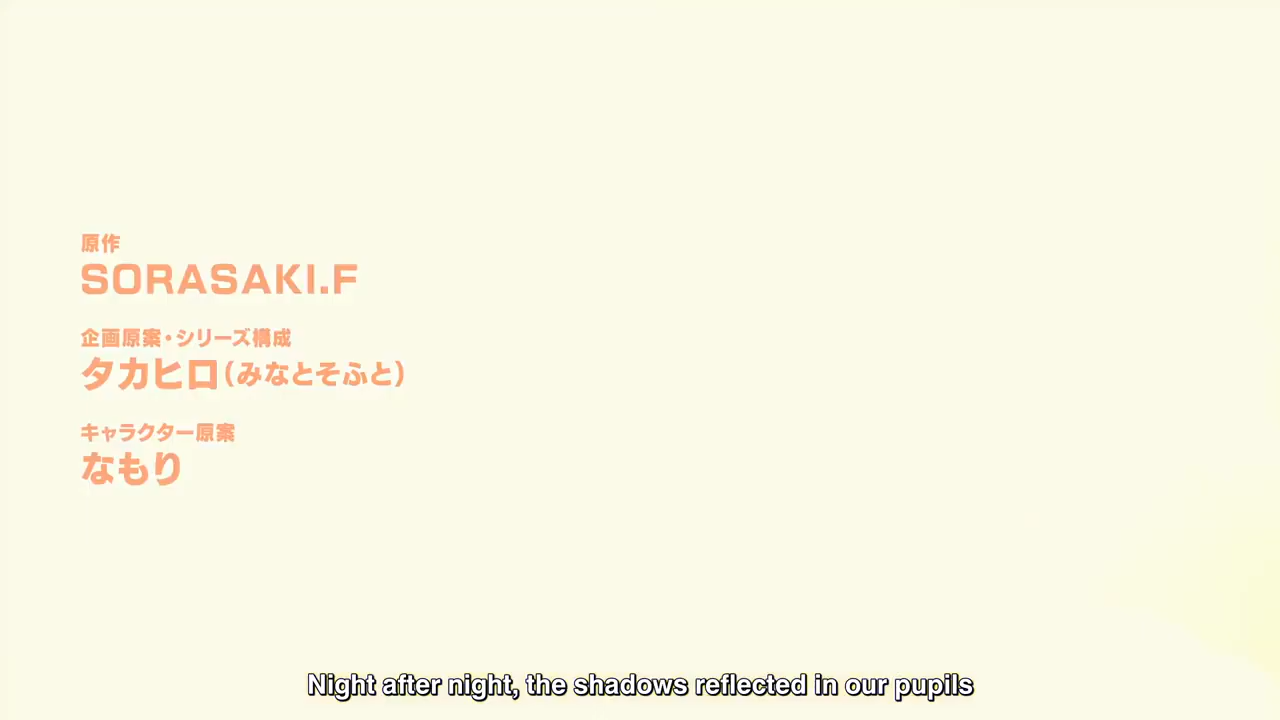 原作
SORASAKI.F
企画原案・シリーズ構成
タカヒロ（みなとそふと）
キャラクター原案
なもり
Night after night, the shadows reflected in our pupils